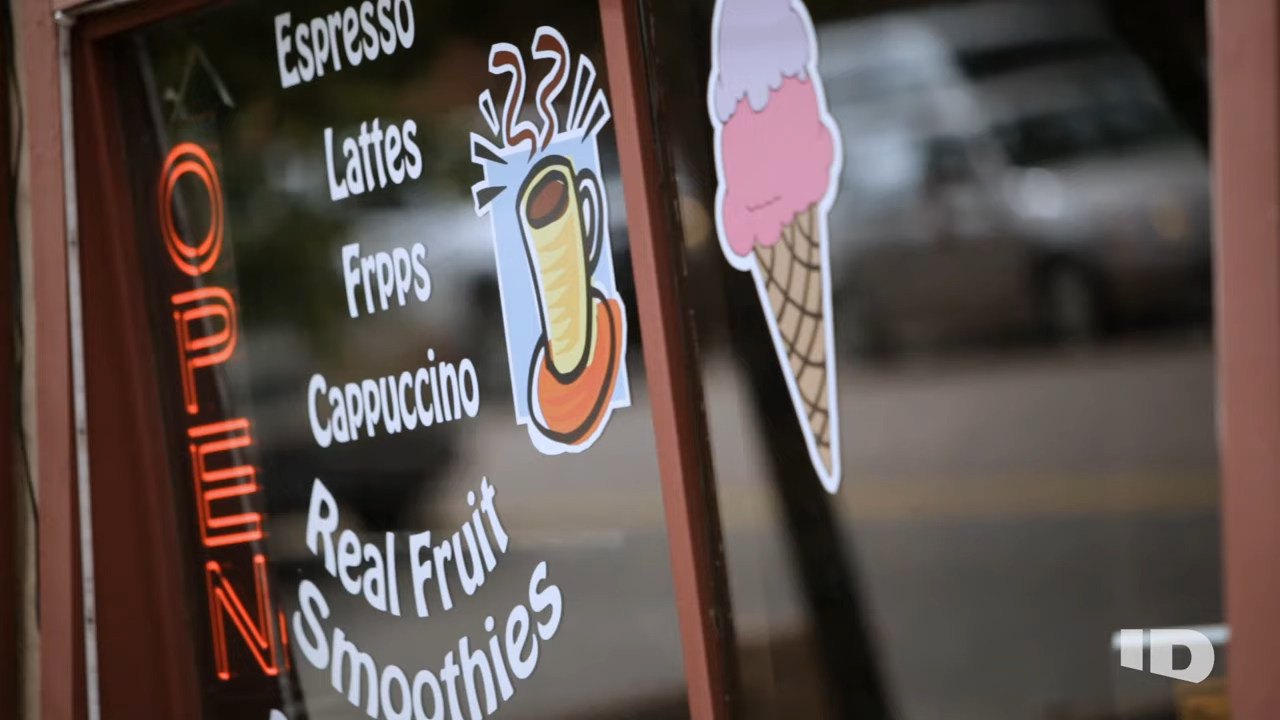 OPEN
Espresso
Lattes
Frpps
Cappuccino
Real Fruit
Smoothies
ID